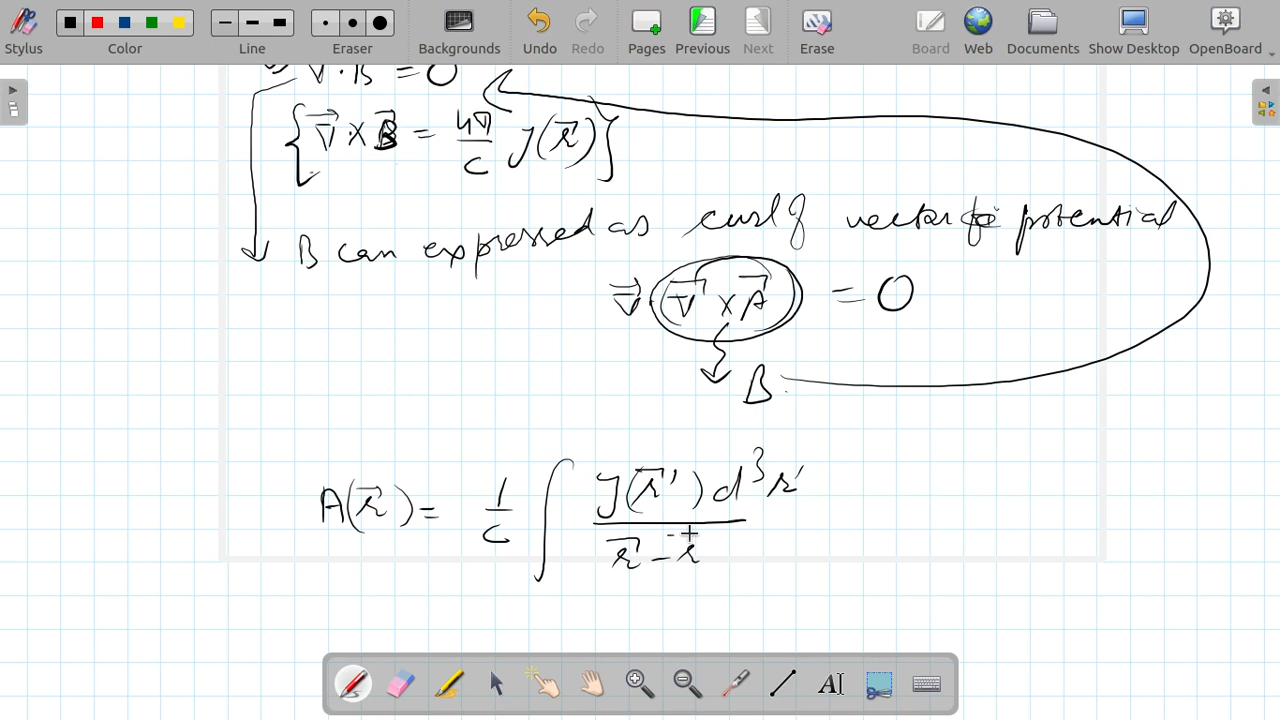 Stylus Color Line Eraser Backgrounds Undo Redo Pages Previous Next Erase Board Web Documents Show Desktop OpenBoard
∇ · B = 0
{ ∇⃗ × B⃗ = 4π/c J(r⃗) }
B can expressed as curl of vector potential
∇⃗ · ∇⃗ × A⃗ = 0
B
A(r⃗) = 1/c ∫ J(r⃗') d³r' / r⃗ - r